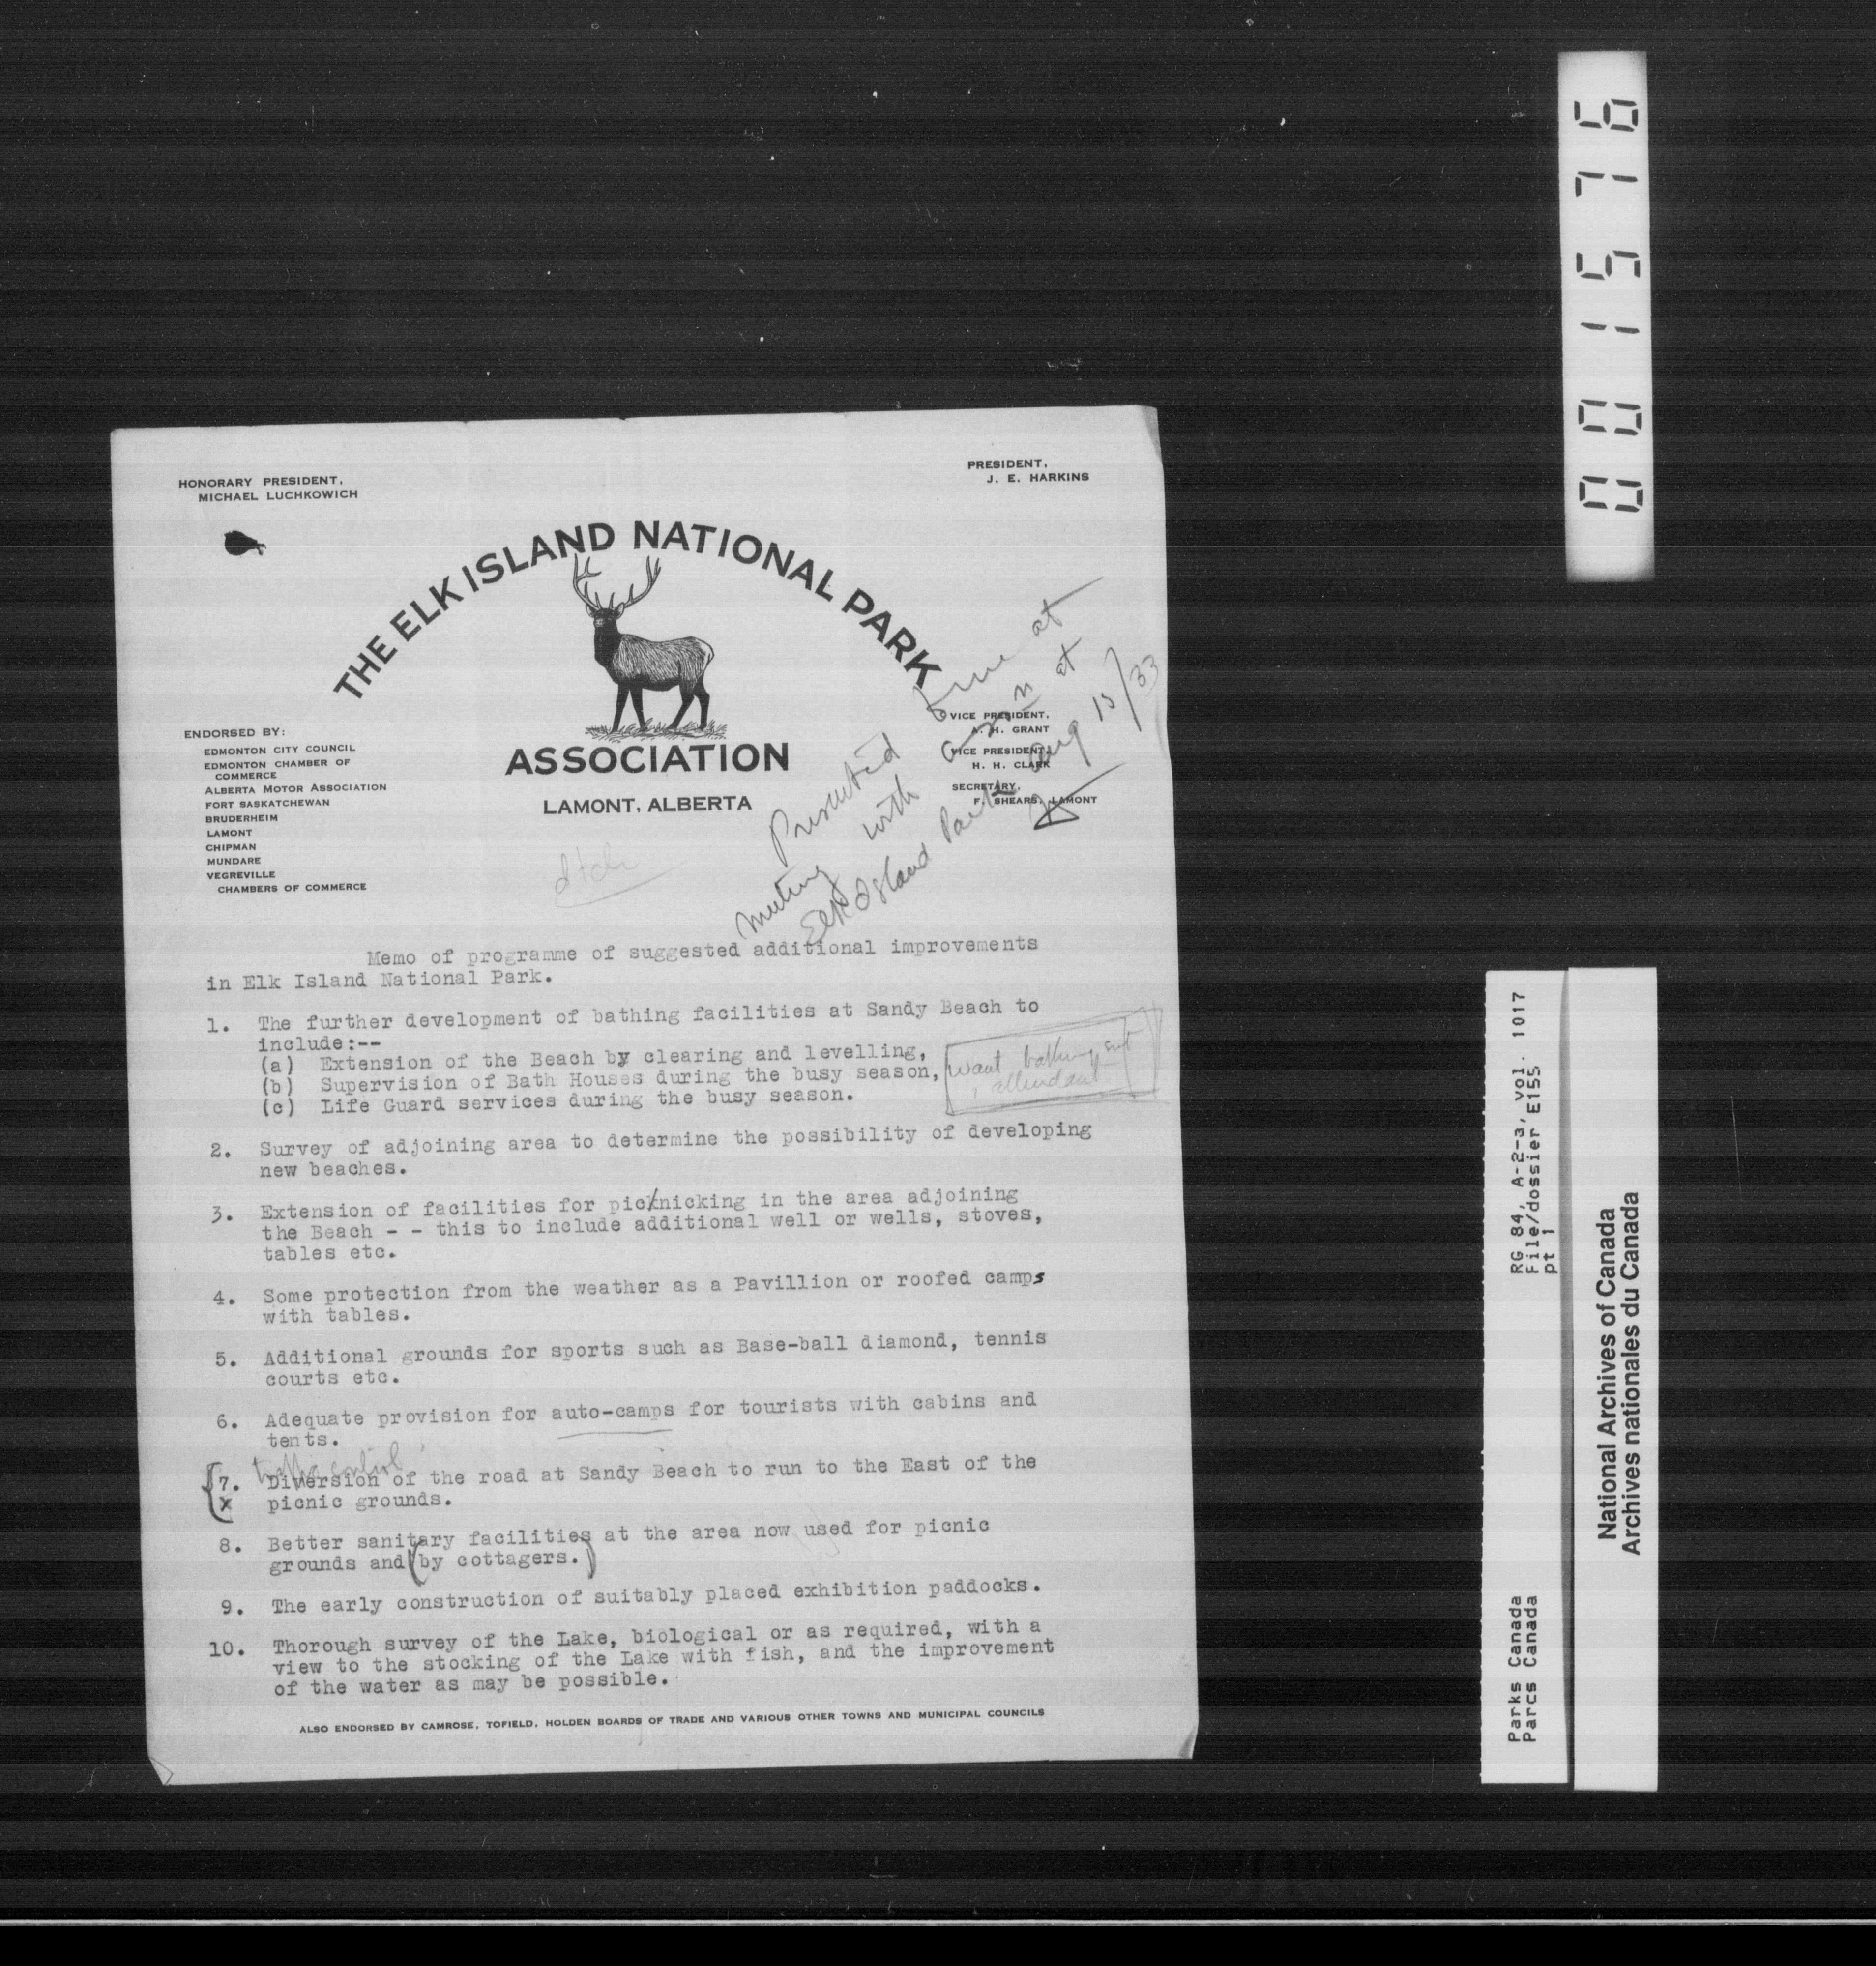 HONORARY PRESIDENT,
MICHAEL LUCHKOWICH
PRESIDENT,
J. E. HARKINS
THE ELK ISLAND NATIONAL PARK
ASSOCIATION
LAMONT, ALBERTA
ENDORSED BY:
EDMONTON CITY COUNCIL
EDMONTON CHAMBER OF
COMMERCE
ALBERTA MOTOR ASSOCIATION
FORT SASKATCHEWAN
BRUDERHEIM
LAMONT
CHIPMAN
MUNDARE
VEGREVILLE
CHAMBERS OF COMMERCE
VICE PRESIDENT,
A. H. GRANT
VICE PRESIDENT,
H. H. CLARK
SECRETARY,
F. SHEARS, LAMONT
Presented at
meeting with at
Elk Island Park Aug 15/33
Memo of programme of suggested additional improvements
in Elk Island National Park.
1. The further development of bathing facilities at Sandy Beach to
include:--
(a) Extension of the Beach by clearing and levelling,
(b) Supervision of Bath Houses during the busy season,
(c) Life Guard services during the busy season.
want bathing suit
attendant
2. Survey of adjoining area to determine the possibility of developing
new beaches.
3. Extension of facilities for picknicking in the area adjoining
the Beach - - this to include additional well or wells, stoves,
tables etc.
4. Some protection from the weather as a Pavillion or roofed camps
with tables.
5. Additional grounds for sports such as Base-ball diamond, tennis
courts etc.
6. Adequate provision for auto-camps for tourists with cabins and
tents.
traffic control
7. Diversion of the road at Sandy Beach to run to the East of the
x picnic grounds.
8. Better sanitary facilities at the area now used for picnic
grounds and (by cottagers.)
9. The early construction of suitably placed exhibition paddocks.
10. Thorough survey of the Lake, biological or as required, with a
view to the stocking of the Lake with fish, and the improvement
of the water as may be possible.
ALSO ENDORSED BY CAMROSE, TOFIELD, HOLDEN BOARDS OF TRADE AND VARIOUS OTHER TOWNS AND MUNICIPAL COUNCILS
001576
RG 84, A-2-a, vol. 1017
File/dossier E155
pt 1
Parks Canada
Parcs Canada
National Archives of Canada
Archives nationales du Canada